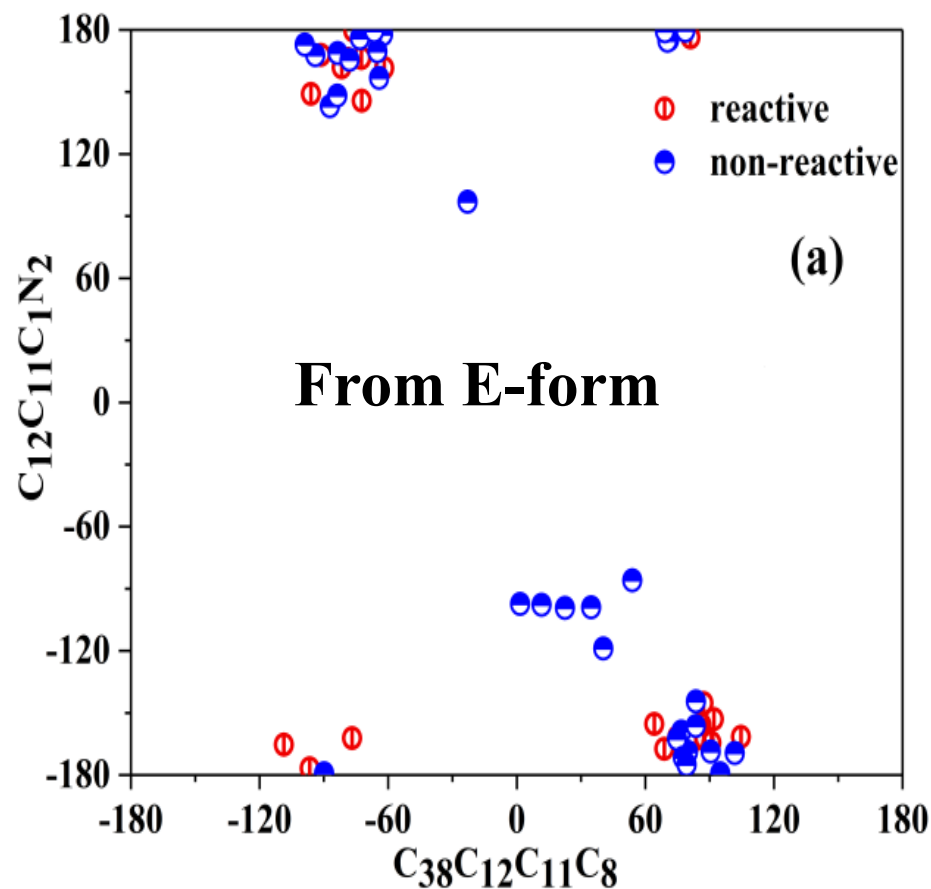 180
120
60
0
-60
-120
-180
C12C11C1N2
reactive
non-reactive
(a)
From E-form
-180 -120 -60 0 60 120 180
C38C12C11C8